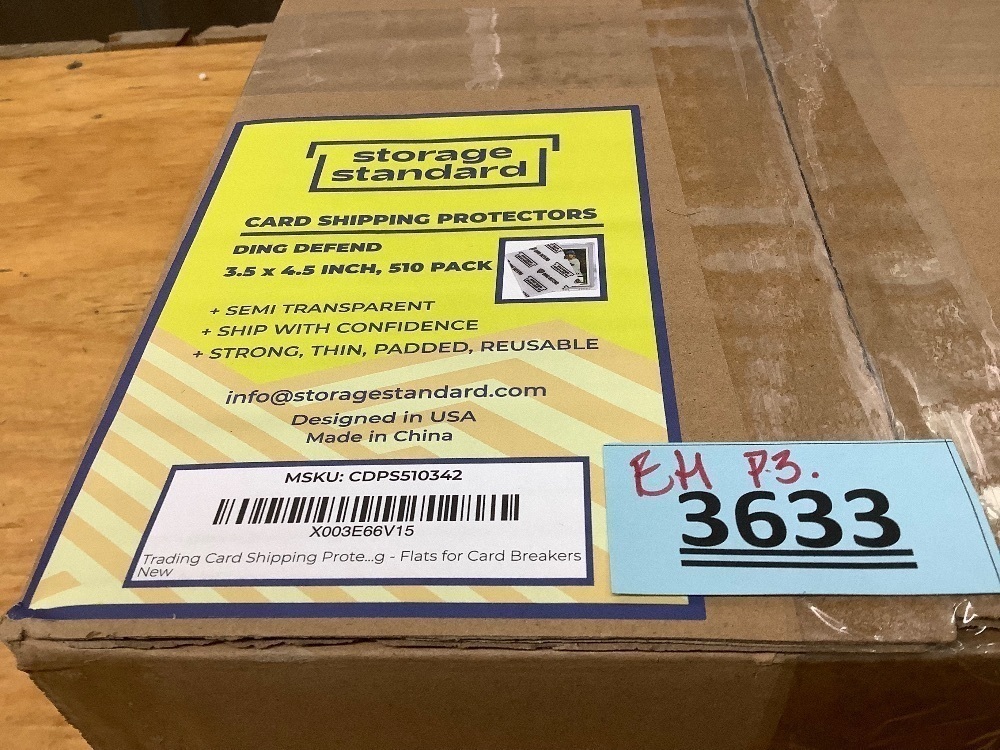 storage
standard
CARD SHIPPING PROTECTORS
DING DEFEND
3.5 x 4.5 INCH, 510 PACK
+ SEMI TRANSPARENT
+ SHIP WITH CONFIDENCE
+ STRONG, THIN, PADDED, REUSABLE
info@storagestandard.com
Designed in USA
Made in China
MSKU: CDPS510342
X003E66V15
Trading Card Shipping Prote...g - Flats for Card Breakers
New
EH P.3.
3633